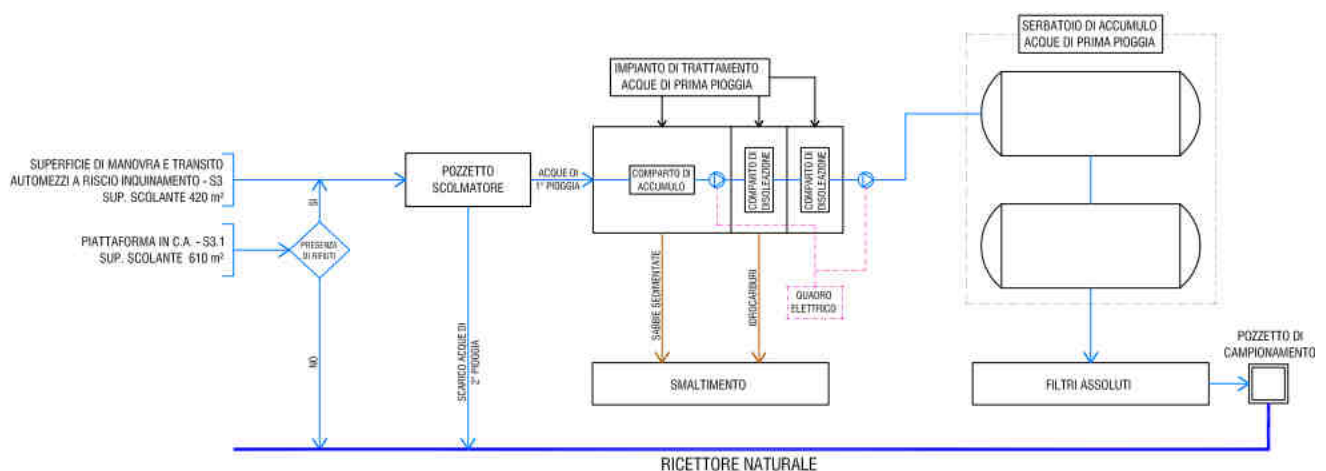 SERBATOIO DI ACCUMULO
ACQUE DI PRIMA PIOGGIA
IMPIANTO DI TRATTAMENTO
ACQUE DI PRIMA PIOGGIA
SUPERFICIE DI MANOVRA E TRANSITO
AUTOMEZZI A RISCHIO INQUINAMENTO - S3
SUP. SCOLANTE 420 m²
POZZETTO
SCOLMATORE
ACQUE DI
1° PIOGGIA
COMPARTO DI
ACCUMULO
COMPARTO DI
DISOLEAZIONE
COMPARTO DI
DISOLEAZIONE
SI
PIATTAFORMA IN C.A. - S3.1
SUP. SCOLANTE 610 m²
PRESENZA
DI RIFIUTI
NO
SCARICO ACQUE DI
2° PIOGGIA
SABBIE SEDIMENTATE
IDROCARBURI
QUADRO
ELETTRICO
SMALTIMENTO
FILTRI ASSOLUTI
POZZETTO DI
CAMPIONAMENTO
RICETTORE NATURALE